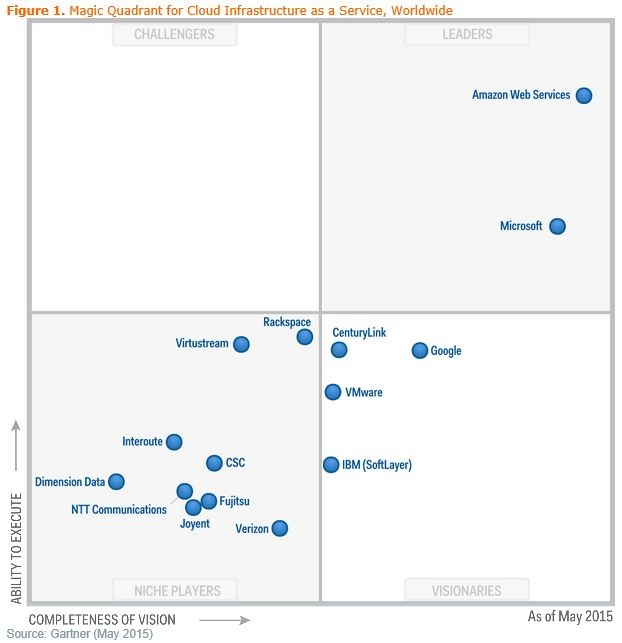 Figure 1. Magic Quadrant for Cloud Infrastructure as a Service, Worldwide
CHALLENGERS
LEADERS
Amazon Web Services
Microsoft
Rackspace
Virtustream
CenturyLink
Google
VMware
Interoute
CSC
IBM (SoftLayer)
Dimension Data
NTT Communications
Fujitsu
Joyent
Verizon
ABILITY TO EXECUTE
NICHE PLAYERS
VISIONARIES
COMPLETENESS OF VISION
As of May 2015
Source: Gartner (May 2015)